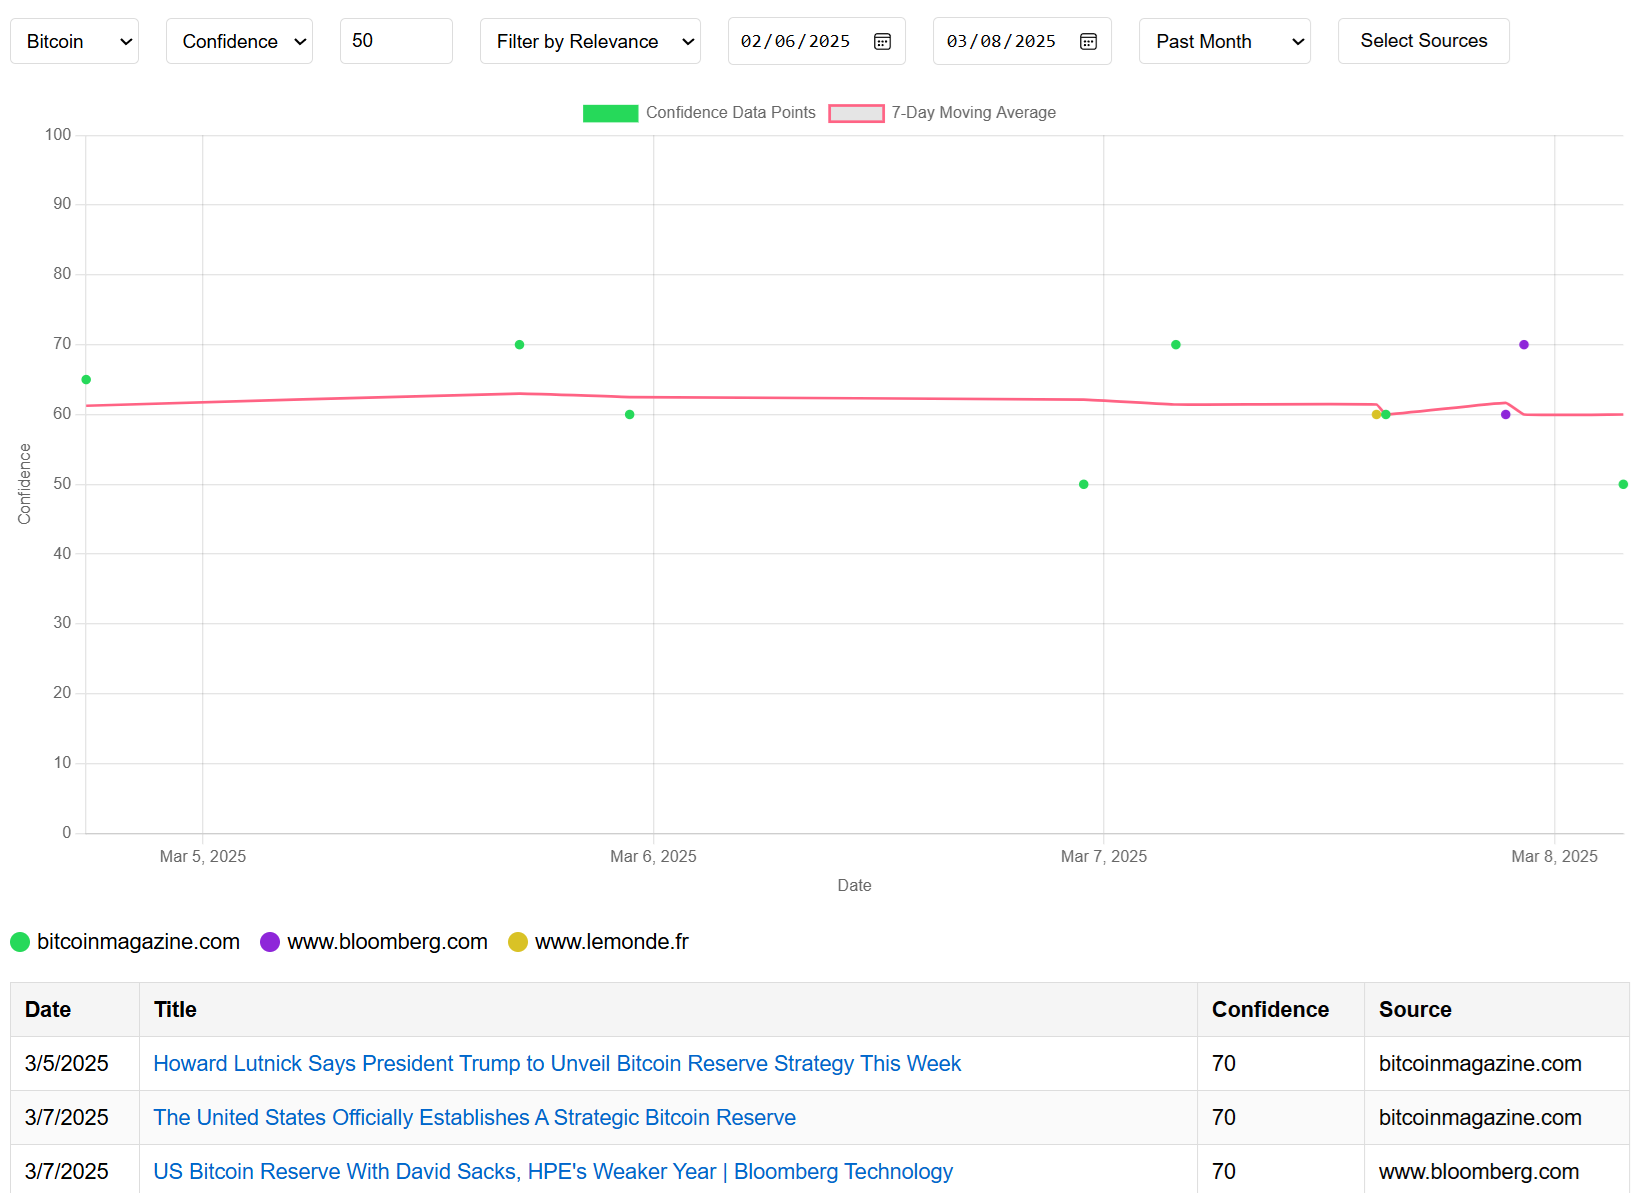 Bitcoin Confidence 50 Filter by Relevance 02/06/2025 03/08/2025 Past Month Select Sources
Confidence Data Points 7-Day Moving Average
100
90
80
70
60
50
40
30
20
10
0
Confidence
Mar 5, 2025 Mar 6, 2025 Mar 7, 2025 Mar 8, 2025
Date
bitcoinmagazine.com www.bloomberg.com www.lemonde.fr
Date Title Confidence Source
3/5/2025 Howard Lutnick Says President Trump to Unveil Bitcoin Reserve Strategy This Week 70 bitcoinmagazine.com
3/7/2025 The United States Officially Establishes A Strategic Bitcoin Reserve 70 bitcoinmagazine.com
3/7/2025 US Bitcoin Reserve With David Sacks, HPE's Weaker Year | Bloomberg Technology 70 www.bloomberg.com